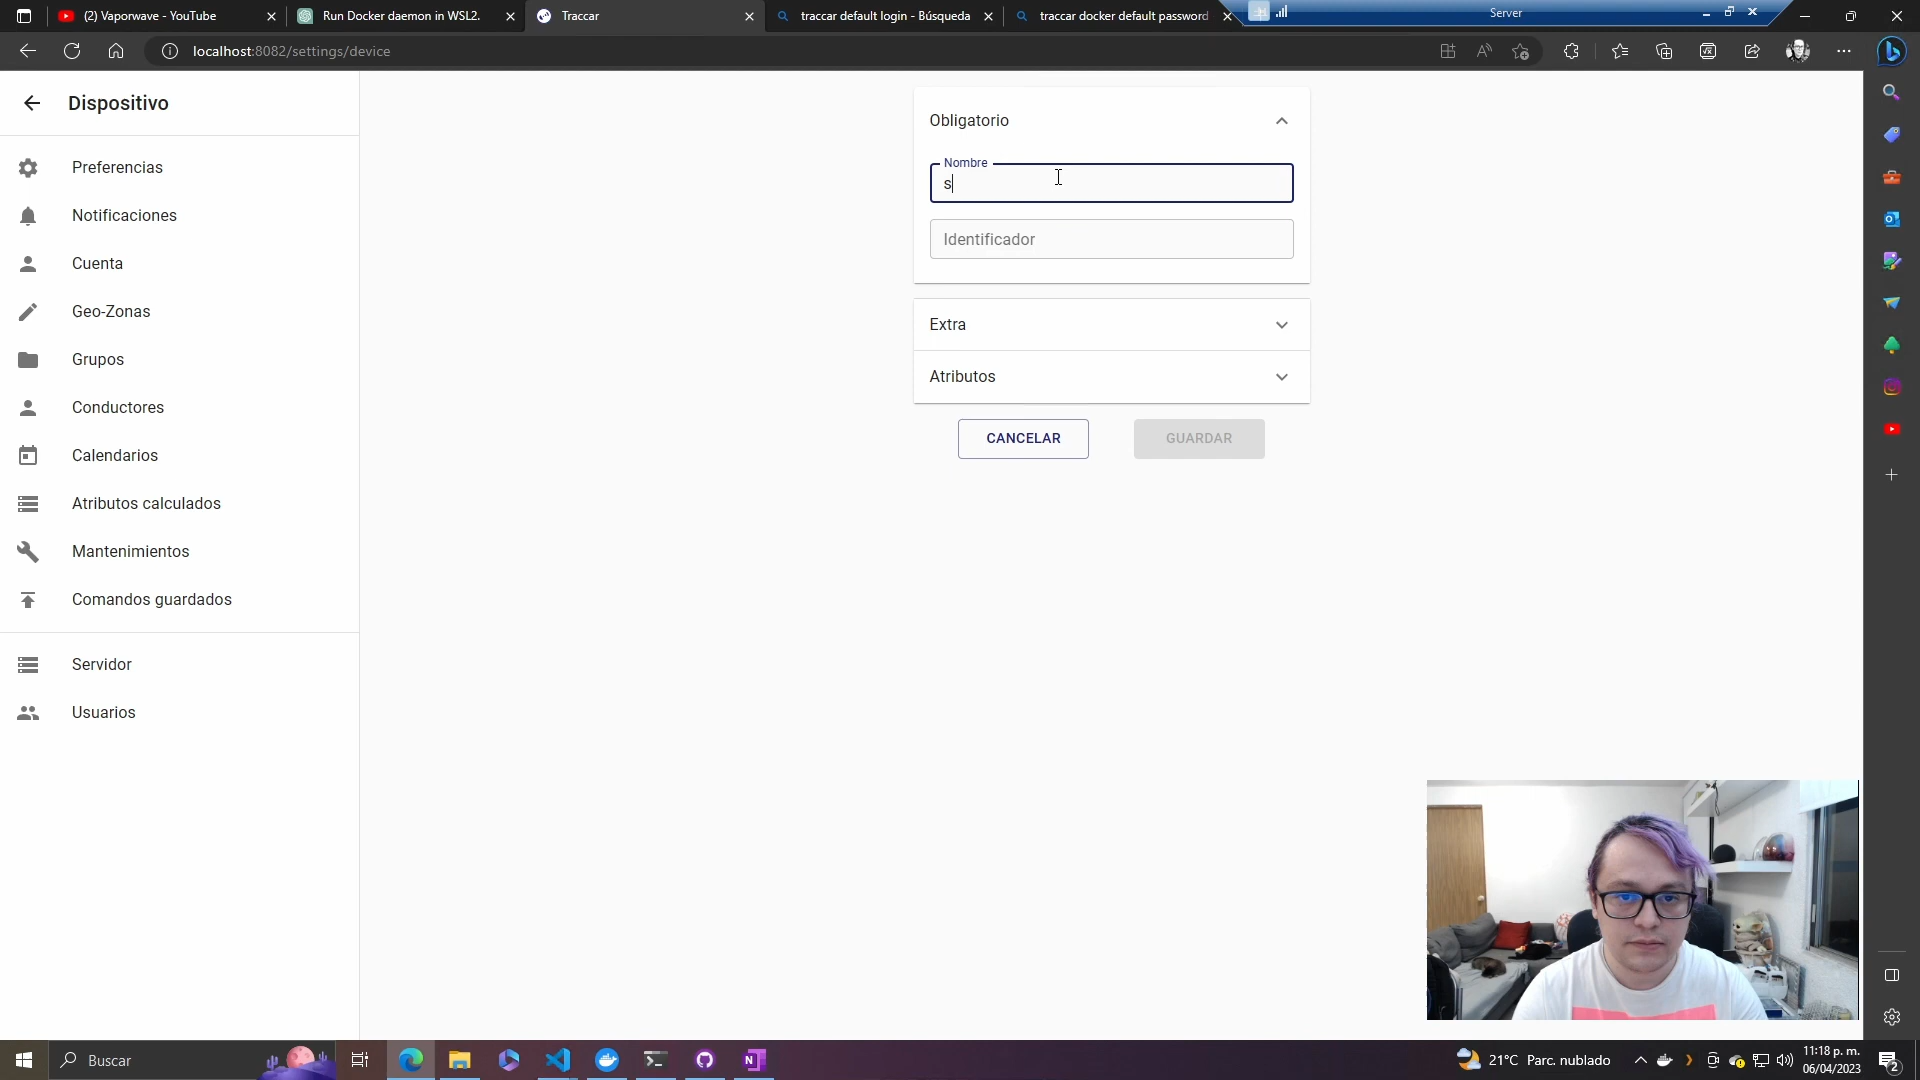 (2) Vaporwave - YouTube
Run Docker daemon in WSL2.
Traccar
traccar default login - Búsqueda
traccar docker default password
Server
localhost:8082/settings/device
Dispositivo
Preferencias
Notificaciones
Cuenta
Geo-Zonas
Grupos
Conductores
Calendarios
Atributos calculados
Mantenimientos
Comandos guardados
Servidor
Usuarios
Obligatorio
Nombre
s
Identificador
Extra
Atributos
CANCELAR
GUARDAR
Buscar
21°C Parc. nublado
11:18 p. m.
06/04/2023
2